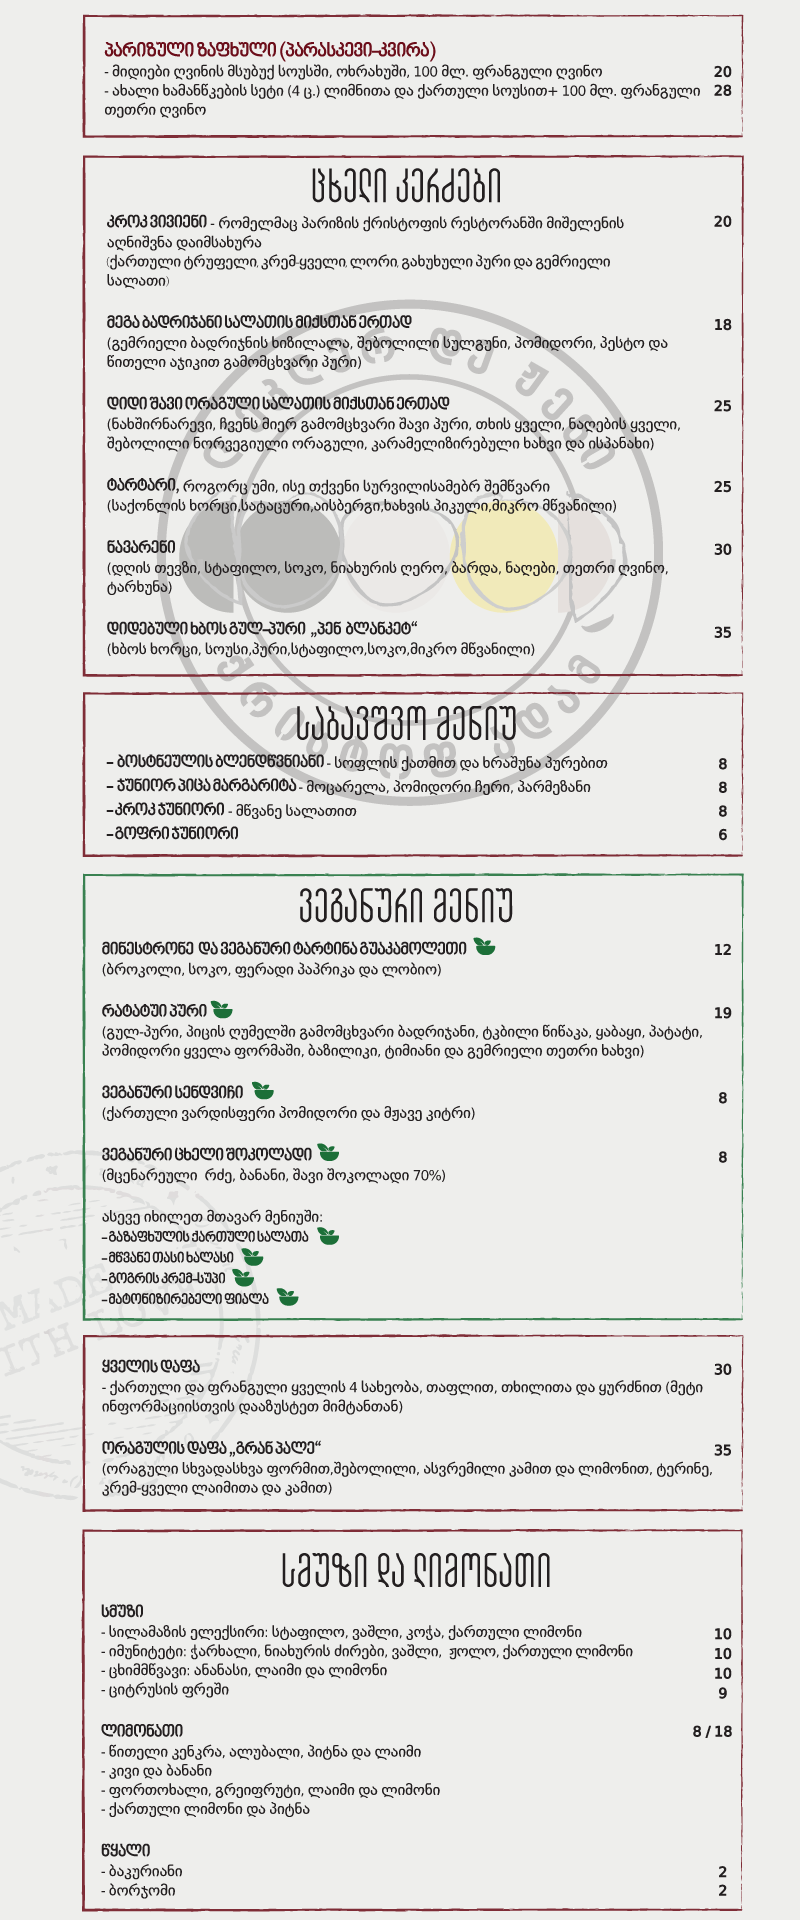 პარიზული ზაფხული (პარასკევი-კვირა)
- მიდიები ღვინის მსუბუქ სოუსში, ოხრახუში, 100 მლ. ფრანგული ღვინო 20
- ახალი ხამანწკების სეტი (4 ც.) ლიმნითა და ქართული სოუსით+ 100 მლ. ფრანგული 28
თეთრი ღვინო
ცხელი კერძები
კროკ ვივიენი - რომელმაც პარიზის ქრისტოფის რესტორანში მიშელენის 20
აღნიშვნა დაიმსახურა
(ქართული ტრუფელი, კრემ-ყველი, ლორი, გახუხული პური და გემრიელი
სალათი)
მეგა ბადრიჯანი სალათის მიქსთან ერთად 18
(გემრიელი ბადრიჯნის ხიზილალა, შებოლილი სულგუნი, პომიდორი, პესტო და
წითელი აჯიკით გამომცხვარი პური)
დიდი შავი ორაგული სალათის მიქსთან ერთად 25
(ნახშირნარევი, ჩვენს მიერ გამომცხვარი შავი პური, თხის ყველი, ნაღების ყველი,
შებოლილი ნორვეგიული ორაგული, კარამელიზირებული ხახვი და ისპანახი)
ტარტარი, როგორც უმი, ისე თქვენი სურვილისამებრ შემწვარი 25
(საქონლის ხორცი,სატაცური,აისბერგი,ხახვის პიკული,მიკრო მწვანილი)
ნავარენი 30
(დღის თევზი, სტაფილო, სოკო, ნიახურის ღერო, ბარდა, ნაღები, თეთრი ღვინო,
ტარხუნა)
დიდებული ხბოს გულ-პური „პენ ბლანკეტ“ 35
(ხბოს ხორცი, სოუსი,პური,სტაფილო,სოკო,მიკრო მწვანილი)
საბავშვო მენიუ
- ბოსტნეულის ბლენდწვნიანი - სოფლის ქათმით და ხრაშუნა პურებით 8
- ჯუნიორ პიცა მარგარიტა - მოცარელა, პომიდორი ჩერი, პარმეზანი 8
-კროკ ჯუნიორი - მწვანე სალათით 8
-გოფრი ჯუნიორი 6
ვეგანური მენიუ
მინესტრონე და ვეგანური ტარტინა გუაკამოლეთი 12
(ბროკოლი, სოკო, ფერადი პაპრიკა და ლობიო)
რატატუი პური 19
(გულ-პური, პიცის ღუმელში გამომცხვარი ბადრიჯანი, ტკბილი წიწაკა, ყაბაყი, პატატი,
პომიდორი ყველა ფორმაში, ბაზილიკი, ტიმიანი და გემრიელი თეთრი ხახვი)
ვეგანური სენდვიჩი 8
(ქართული ვარდისფერი პომიდორი და მჟავე კიტრი)
ვეგანური ცხელი შოკოლადი 8
(მცენარეული რძე, ბანანი, შავი შოკოლადი 70%)
ასევე იხილეთ მთავარ მენიუში:
-გაზაფხულის ქართული სალათა
-მწვანე თასი ხალასი
-გოგრის კრემ-სუპი
-მატონიზირებელი ფიალა
MADE
ITH LOVE
ყველის დაფა 30
- ქართული და ფრანგული ყველის 4 სახეობა, თაფლით, თხილითა და ყურძნით (მეტი
ინფორმაციისთვის დააზუსტეთ მიმტანთან)
ორაგულის დაფა „გრან პალე“ 35
(ორაგული სხვადასხვა ფორმით,შებოლილი, ასვრემილი კამით და ლიმონით, ტერინე,
კრემ-ყველი ლაიმითა და კამით)
სმუზი და ლიმონათი
სმუზი
- სილამაზის ელექსირი: სტაფილო, ვაშლი, კოჭა, ქართული ლიმონი 10
- იმუნიტეტი: ჭარხალი, ნიახურის ძირები, ვაშლი, ჟოლო, ქართული ლიმონი 10
- ცხიმმწვავი: ანანასი, ლაიმი და ლიმონი 10
- ციტრუსის ფრეში 9
ლიმონათი 8 / 18
- წითელი კენკრა, ალუბალი, პიტნა და ლაიმი
- კივი და ბანანი
- ფორთოხალი, გრეიფრუტი, ლაიმი და ლიმონი
- ქართული ლიმონი და პიტნა
წყალი
- ბაკურიანი 2
- ბორჯომი 2